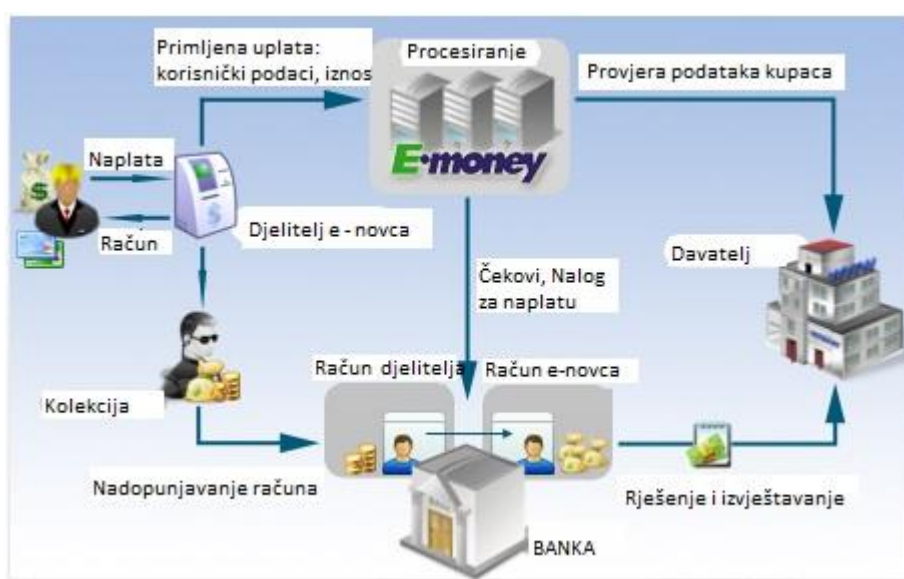 Primljena uplata:
korisnički podaci, iznos
Procesiranje
E-money
Provjera podataka kupaca
Naplata
Račun
Djelitelj e - novca
Davatelj
Čekovi, Nalog
za naplatu
Kolekcija
Račun djelitelja
Račun e-novca
Nadopunjavanje računa
Rješenje i izvještavanje
BANKA